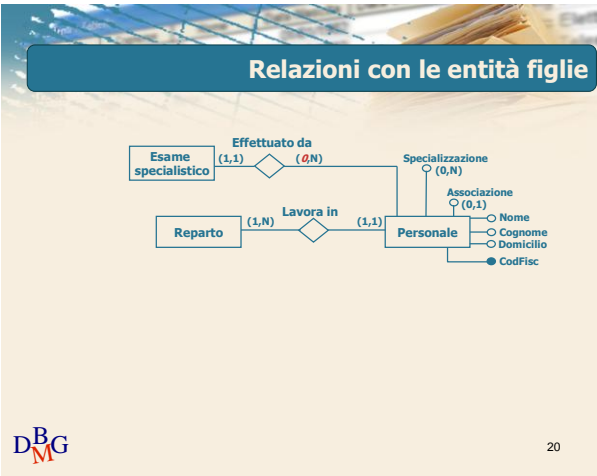 Relazioni con le entità figlie
Effettuato da
Esame
specialistico
(1,1)
(0,N)
Specializzazione
(0,N)
Associazione
(0,1)
Reparto
(1,N)
Lavora in
(1,1)
Personale
Nome
Cognome
Domicilio
CodFisc
DBMG
20